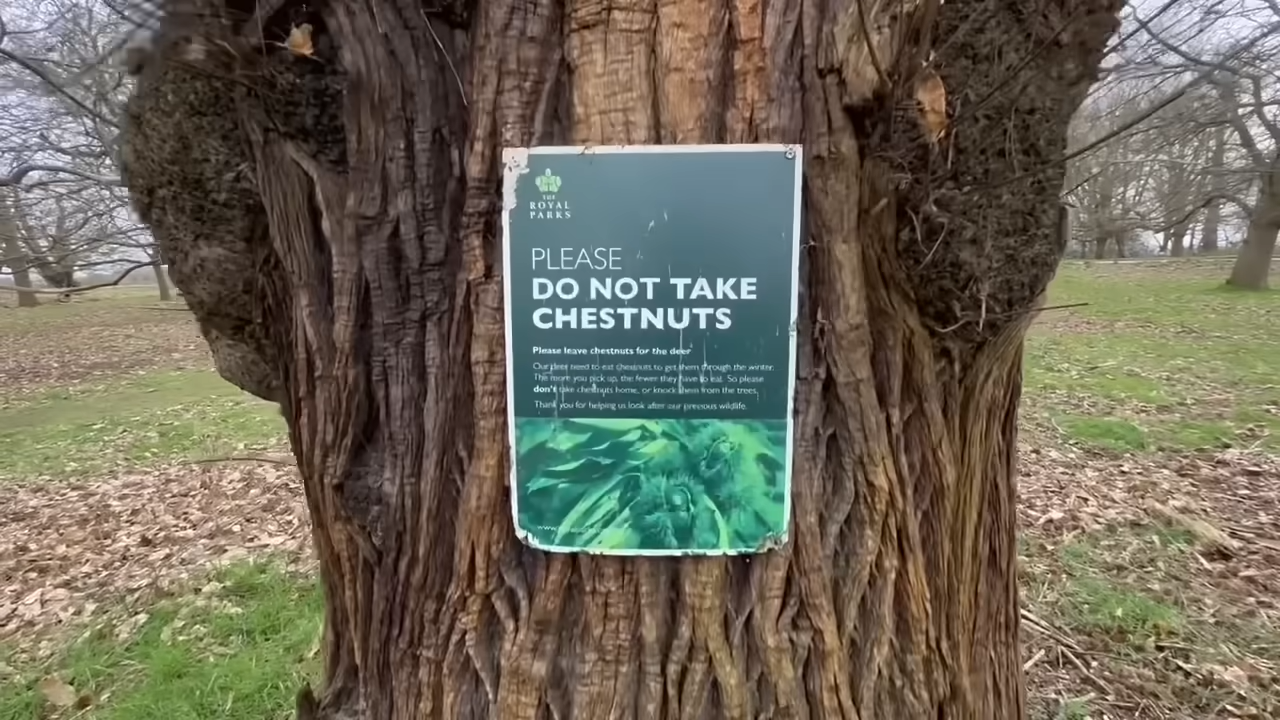 THE
ROYAL
PARKS
PLEASE
DO NOT TAKE
CHESTNUTS
Please leave chestnuts for the deer
Our deer need to eat chestnuts to get them through the winter.
The more you pick up, the fewer they have to eat. So please
don't take chestnuts home, or knock them from the trees.
Thank you for helping us look after our precious wildlife.